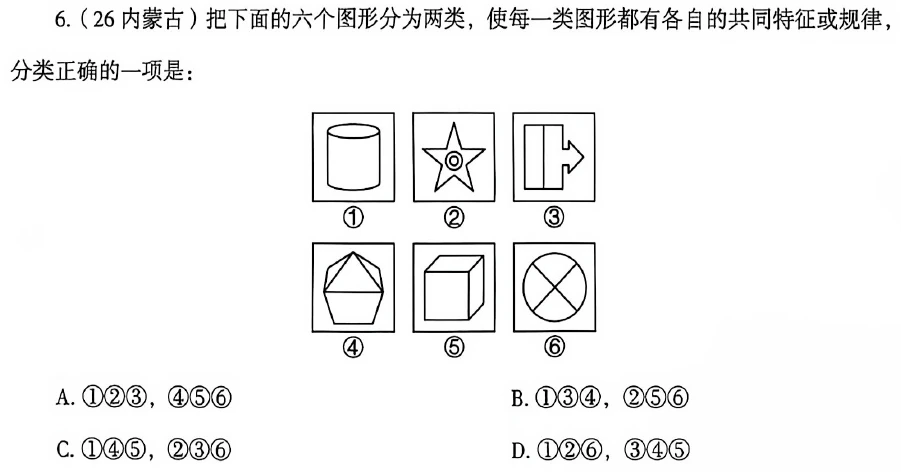 6.（26 内蒙古）把下面的六个图形分为两类，使每一类图形都有各自的共同特征或规律，
分类正确的一项是：
① ② ③
④ ⑤ ⑥
A. ①②③，④⑤⑥ B. ①③④，②⑤⑥
C. ①④⑤，②③⑥ D. ①②⑥，③④⑤